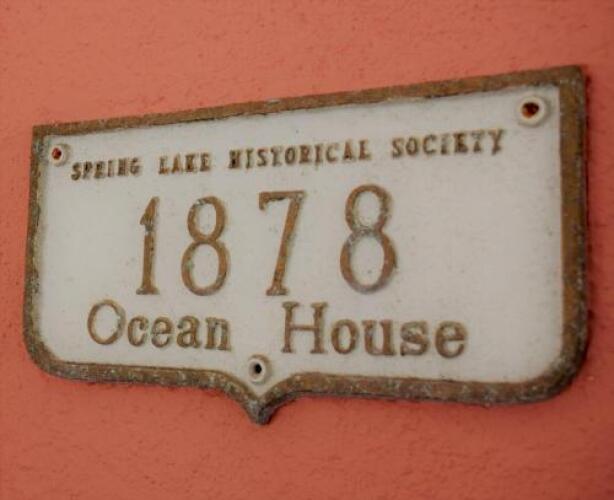 SPRING LAKE HISTORICAL SOCIETY
1878
Ocean House